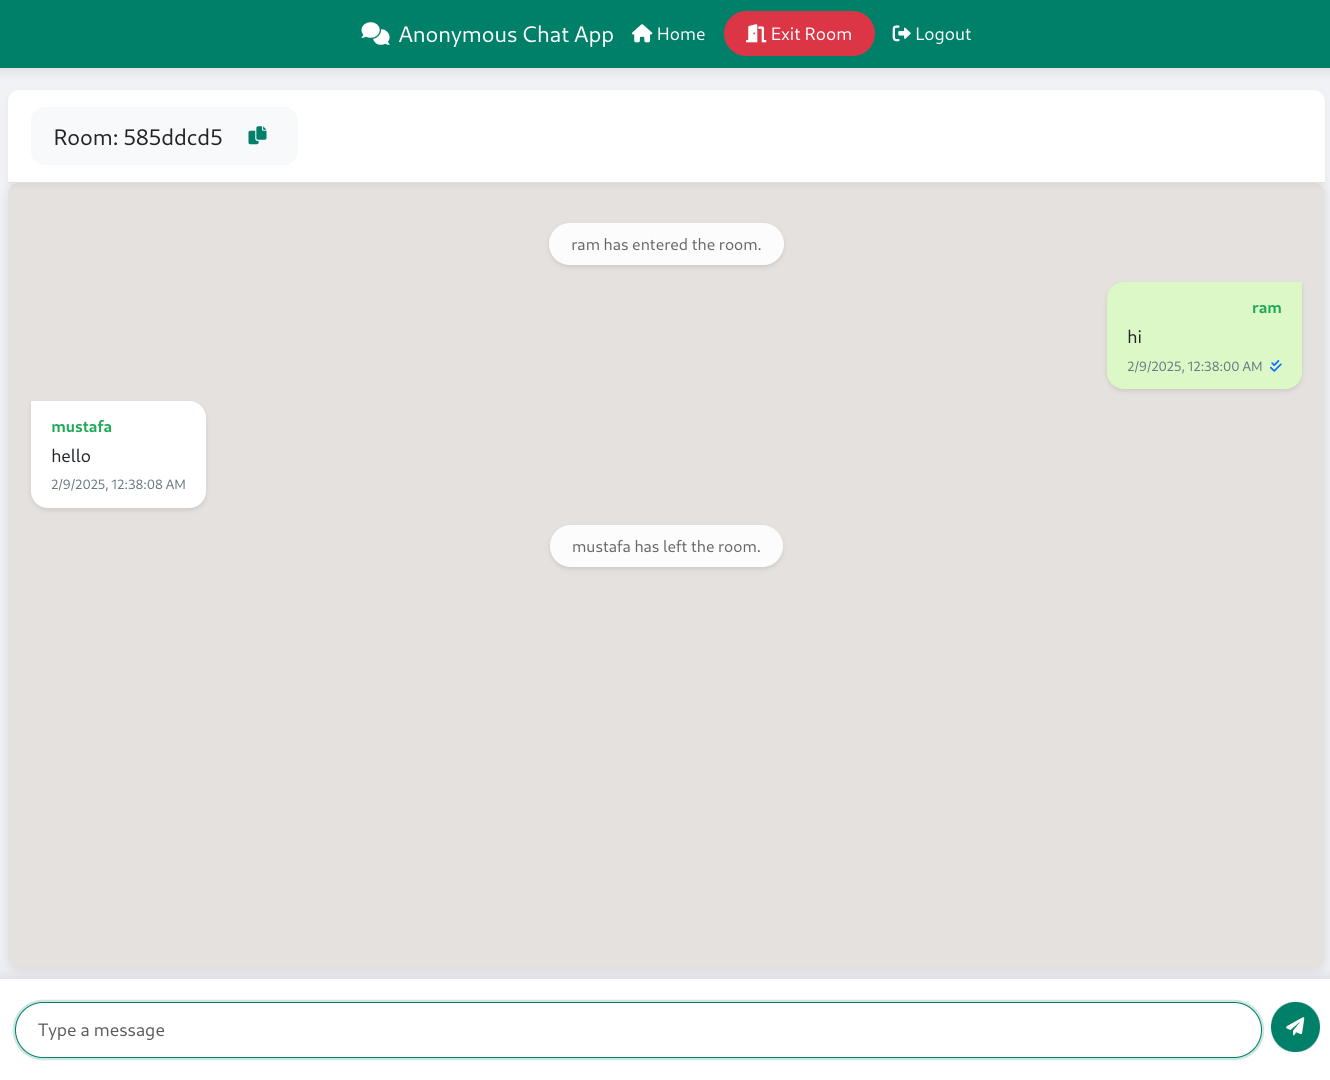 Anonymous Chat App Home Exit Room Logout
Room: 585ddcd5
ram has entered the room.
ram
hi
2/9/2025, 12:38:00 AM
mustafa
hello
2/9/2025, 12:38:08 AM
mustafa has left the room.
Type a message